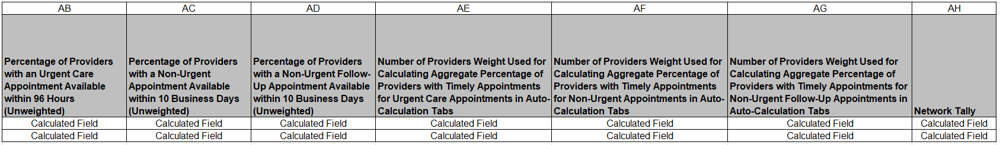 AB AC AD AE AF AG AH
Percentage of Providers
with an Urgent Care
Appointment Available
within 96 Hours
(Unweighted)
Percentage of Providers
with a Non-Urgent
Appointment Available
within 10 Business Days
(Unweighted)
Percentage of Providers
with a Non-Urgent Follow-
Up Appointment Available
within 10 Business Days
(Unweighted)
Number of Providers Weight Used for
Calculating Aggregate Percentage of
Providers with Timely Appointments
for Urgent Care Appointments in Auto-
Calculation Tabs
Number of Providers Weight Used for
Calculating Aggregate Percentage of
Providers with Timely Appointments
for Non-Urgent Appointments in Auto-
Calculation Tabs
Number of Providers Weight Used for
Calculating Aggregate Percentage of
Providers with Timely Appointments for
Non-Urgent Follow-Up Appointments in
Auto-Calculation Tabs
Network Tally
Calculated Field Calculated Field Calculated Field Calculated Field Calculated Field Calculated Field Calculated Field
Calculated Field Calculated Field Calculated Field Calculated Field Calculated Field Calculated Field Calculated Field